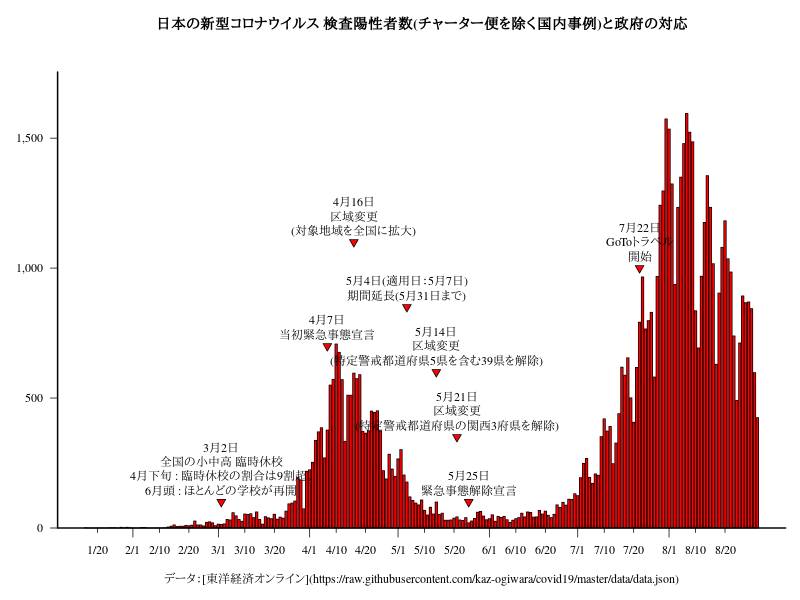 日本の新型コロナウイルス 検査陽性者数(チャーター便を除く国内事例)と政府の対応
1,500
1,000
500
0
4月16日
区域変更
(対象地域を全国に拡大)
7月22日
GoToトラベル
開始
5月4日(適用日:5月7日)
期間延長(5月31日まで)
4月7日
当初緊急事態宣言
5月14日
区域変更
(特定警戒都道府県5県を含む39県を解除)
5月21日
区域変更
(特定警戒都道府県の関西3府県を解除)
3月2日
全国の小中高 臨時休校
4月下旬 : 臨時休校の割合は9割超
6月頭 : ほとんどの学校が再開
5月25日
緊急事態解除宣言
1/20 2/1 2/10 2/20 3/1 3/10 3/20 4/1 4/10 4/20 5/1 5/10 5/20 6/1 6/10 6/20 7/1 7/10 7/20 8/1 8/10 8/20
データ:[東洋経済オンライン](https://raw.githubusercontent.com/kaz-ogiwara/covid19/master/data/data.json)